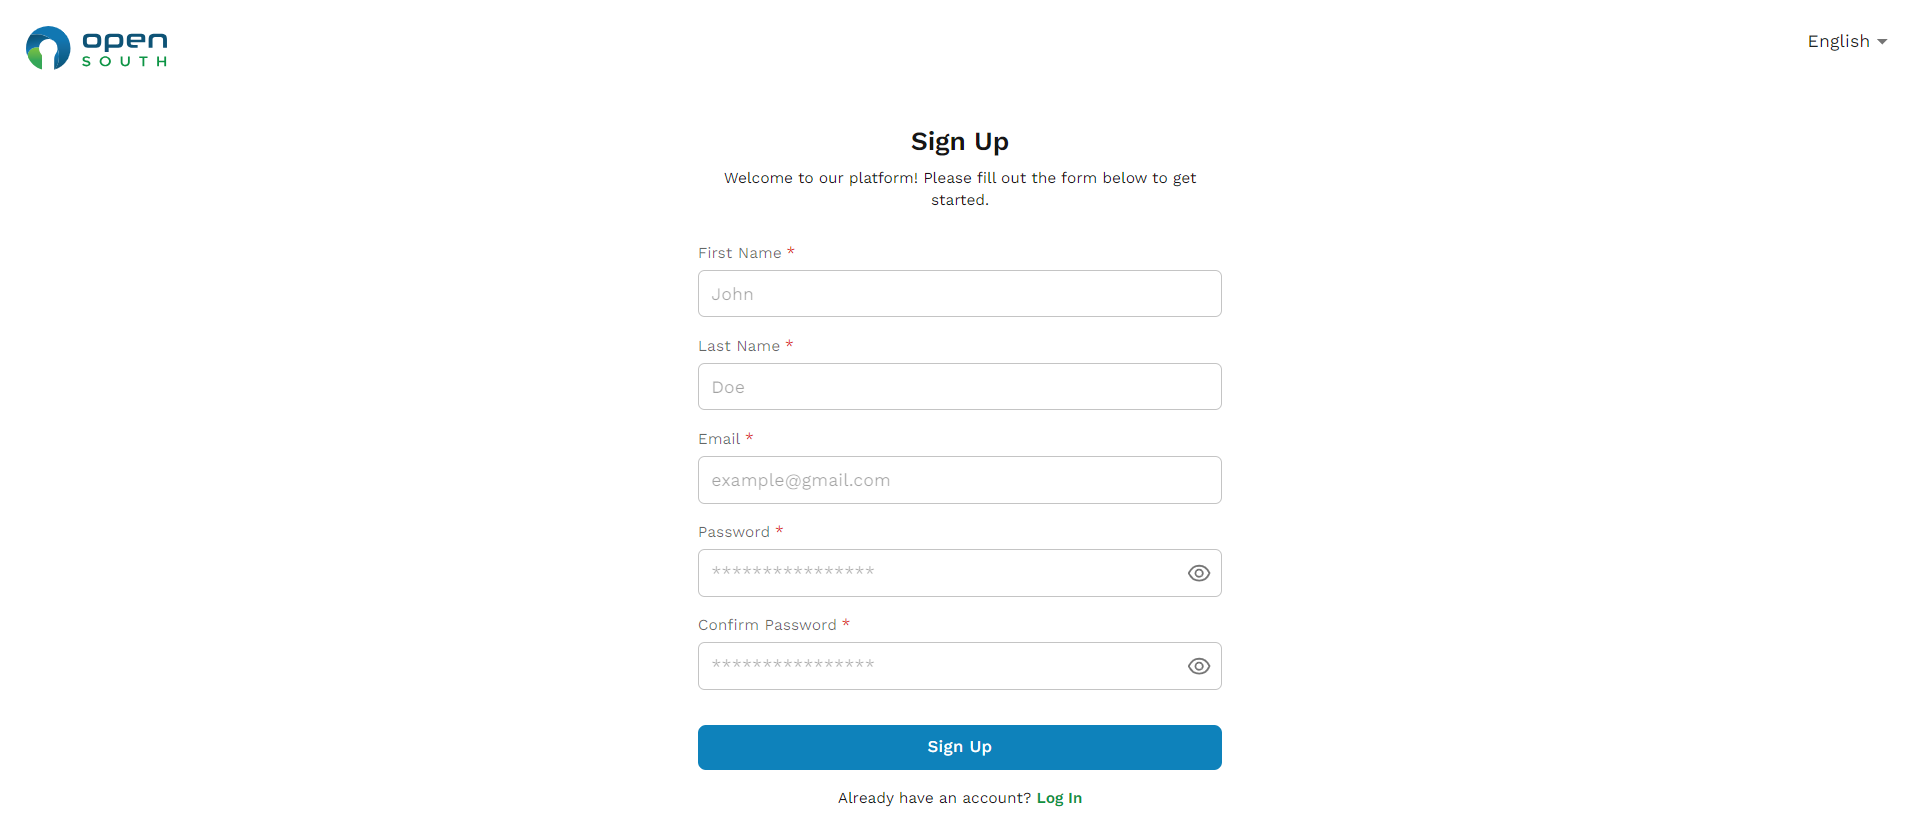 open
SOUTH
English
Sign Up
Welcome to our platform! Please fill out the form below to get
started.
First Name *
John
Last Name *
Doe
Email *
example@gmail.com
Password *
****************
Confirm Password *
****************
Sign Up
Already have an account? Log In